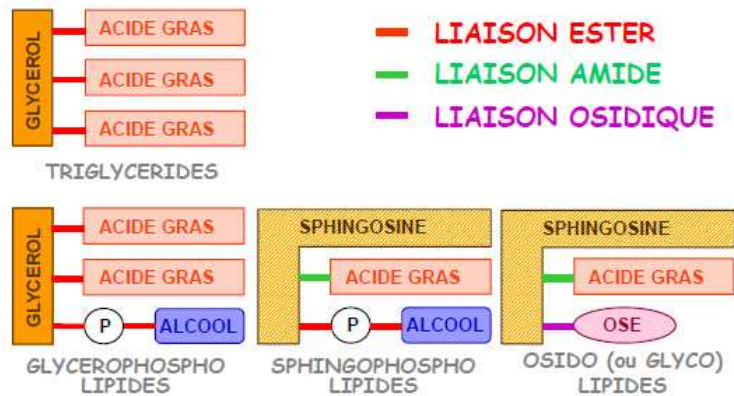 GLYCEROL
ACIDE GRAS
ACIDE GRAS
ACIDE GRAS
TRIGLYCERIDES
LIAISON ESTER
LIAISON AMIDE
LIAISON OSIDIQUE
GLYCEROL
ACIDE GRAS
ACIDE GRAS
P
ALCOOL
GLYCEROPHOSPHO
LIPIDES
SPHINGOSINE
ACIDE GRAS
P
ALCOOL
SPHINGOPHOSPHO
LIPIDES
SPHINGOSINE
ACIDE GRAS
OSE
OSIDO (ou GLYCO)
LIPIDES